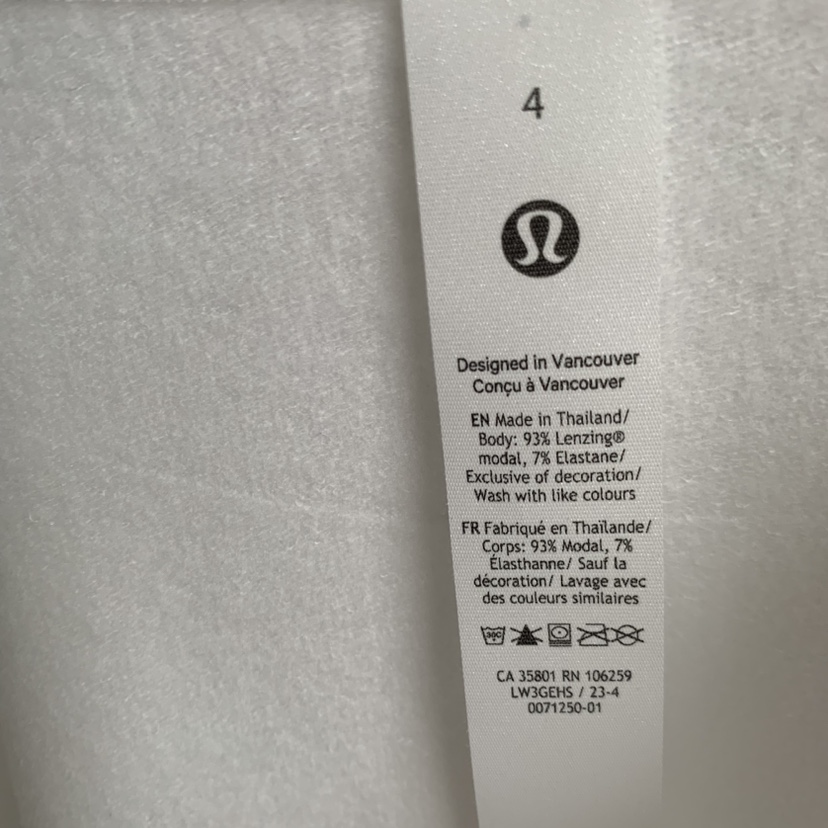 4
Designed in Vancouver
Conçu à Vancouver
EN Made in Thailand/
Body: 93% Lenzing®
modal, 7% Elastane/
Exclusive of decoration/
Wash with like colours
FR Fabriqué en Thaïlande/
Corps: 93% Modal, 7%
Élasthanne/ Sauf la
décoration/ Lavage avec
des couleurs similaires
30C
CA 35801 RN 106259
LW3GEHS / 23-4
0071250-01